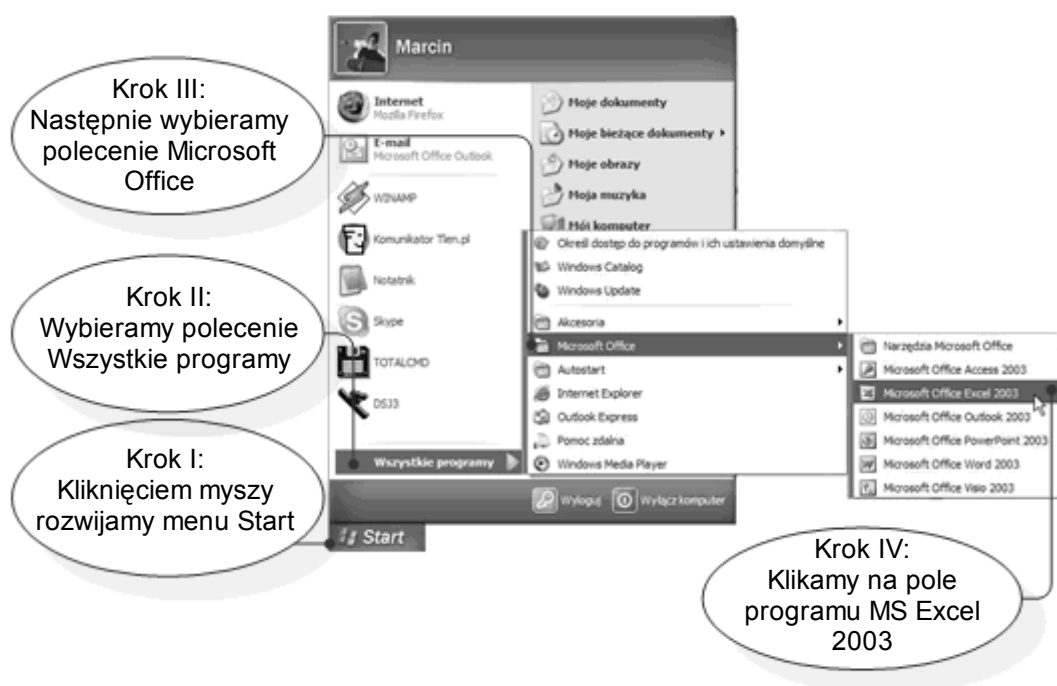 Marcin
Krok III:
Następnie wybieramy
polecenie Microsoft
Office
Internet
Mozilla Firefox
E-mail
Microsoft Office Outlook
WINAMP
Komunikator Tlen.pl
Notatnik
Skype
TOTALCMD
DSJ3
Wszystkie programy
Moje dokumenty
Moje bieżące dokumenty
Moje obrazy
Moja muzyka
Mój komputer
Określ dostęp do programów i ich ustawienia domyślne
Windows Catalog
Windows Update
Akcesoria
Microsoft Office
Autostart
Internet Explorer
Outlook Express
Pomoc zdalna
Windows Media Player
Narzędzia Microsoft Office
Microsoft Office Access 2003
Microsoft Office Excel 2003
Microsoft Office Outlook 2003
Microsoft Office PowerPoint 2003
Microsoft Office Word 2003
Microsoft Office Visio 2003
Krok II:
Wybieramy polecenie
Wszystkie programy
Krok I:
Kliknięciem myszy
rozwijamy menu Start
Wyloguj
Wyłącz komputer
Start
Krok IV:
Klikamy na pole
programu MS Excel
2003